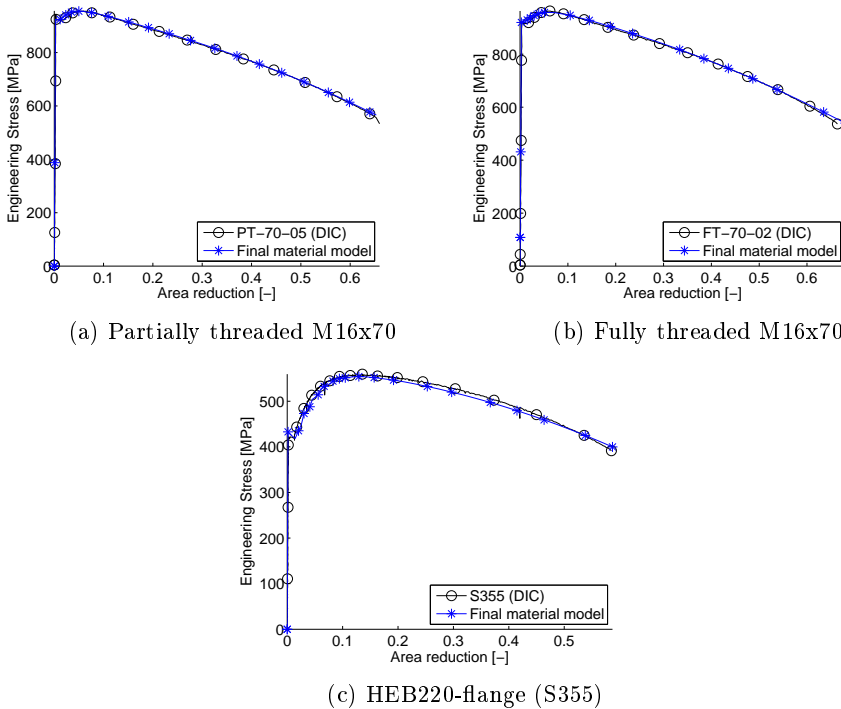 Engineering Stress [MPa]
800
600
400
200
0
0 0.1 0.2 0.3 0.4 0.5 0.6
Area reduction [−]
PT−70−05 (DIC)
Final material model
(a) Partially threaded M16x70
Engineering Stress [MPa]
800
600
400
200
0
0 0.1 0.2 0.3 0.4 0.5 0.6
Area reduction [−]
FT−70−02 (DIC)
Final material model
(b) Fully threaded M16x70
Engineering Stress [MPa]
500
400
300
200
100
0
0 0.1 0.2 0.3 0.4 0.5
Area reduction [−]
S355 (DIC)
Final material model
(c) HEB220-flange (S355)